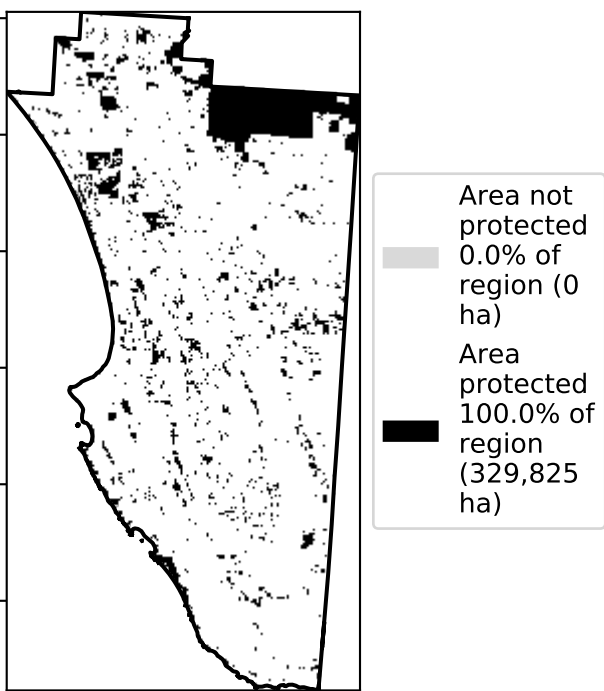 Area not
protected
0.0% of
region (0
ha)
Area
protected
100.0% of
region
(329,825
ha)